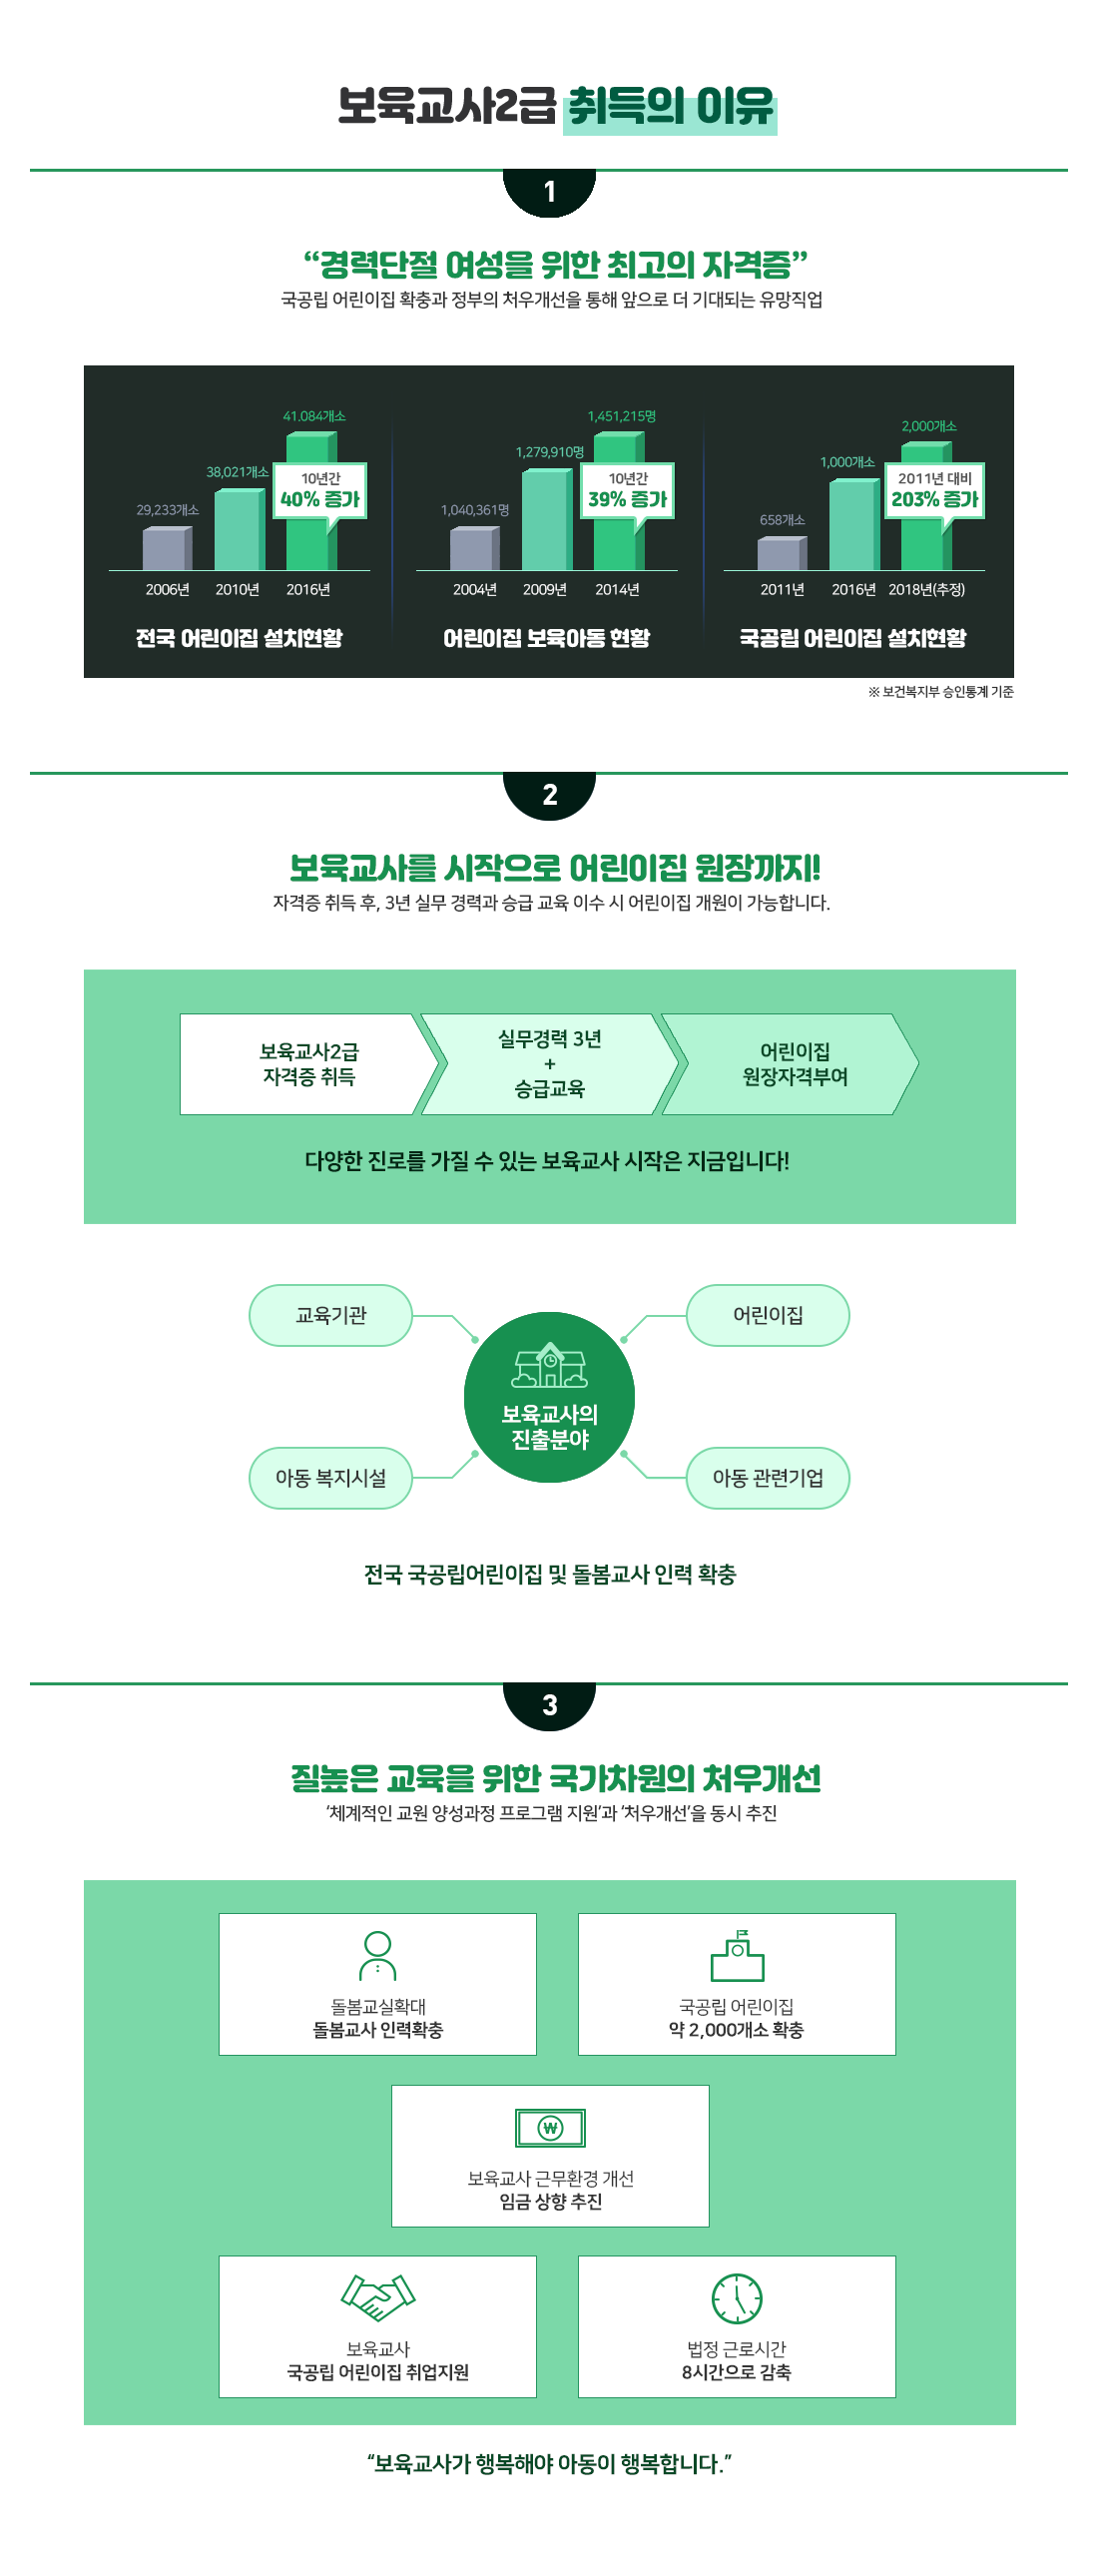 보육교사2급 취득의 이유
1
“경력단절 여성을 위한 최고의 자격증”
국공립 어린이집 확충과 정부의 처우개선을 통해 앞으로 더 기대되는 유망직업
29,233개소
38,021개소
41.084개소
10년간
40% 증가
2006년
2010년
2016년
전국 어린이집 설치현황
1,040,361명
1,279,910명
1,451,215명
10년간
39% 증가
2004년
2009년
2014년
어린이집 보육아동 현황
658개소
1,000개소
2,000개소
2011년 대비
203% 증가
2011년
2016년
2018년(추정)
국공립 어린이집 설치현황
※ 보건복지부 승인통계 기준
2
보육교사를 시작으로 어린이집 원장까지!
자격증 취득 후, 3년 실무 경력과 승급 교육 이수 시 어린이집 개원이 가능합니다.
보육교사2급
자격증 취득
실무경력 3년
+
승급교육
어린이집
원장자격부여
다양한 진로를 가질 수 있는 보육교사 시작은 지금입니다!
교육기관
어린이집
보육교사의
진출분야
아동 복지시설
아동 관련기업
전국 국공립어린이집 및 돌봄교사 인력 확충
3
질높은 교육을 위한 국가차원의 처우개선
‘체계적인 교원 양성과정 프로그램 지원’과 ‘처우개선’을 동시 추진
돌봄교실확대
돌봄교사 인력확충
국공립 어린이집
약 2,000개소 확충
₩
보육교사 근무환경 개선
임금 상향 추진
보육교사
국공립 어린이집 취업지원
법정 근로시간
8시간으로 감축
“보육교사가 행복해야 아동이 행복합니다.”